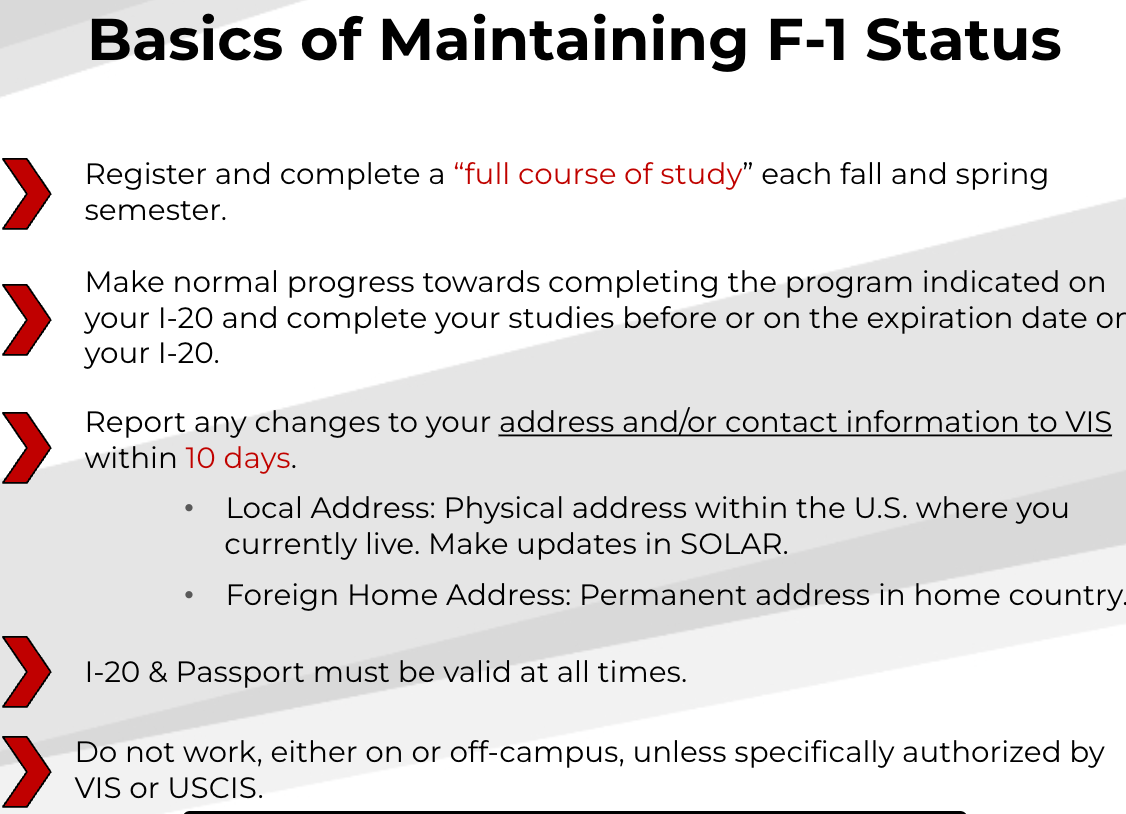 Basics of Maintaining F-1 Status
Register and complete a “full course of study” each fall and spring
semester.
Make normal progress towards completing the program indicated on
your I-20 and complete your studies before or on the expiration date on
your I-20.
Report any changes to your address and/or contact information to VIS
within 10 days.
• Local Address: Physical address within the U.S. where you
currently live. Make updates in SOLAR.
• Foreign Home Address: Permanent address in home country.
I-20 & Passport must be valid at all times.
Do not work, either on or off-campus, unless specifically authorized by
VIS or USCIS.